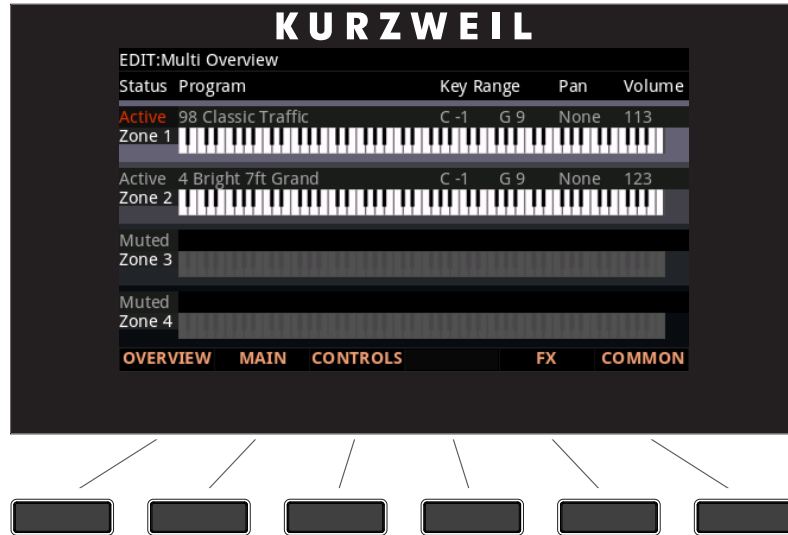 KURZWEIL
EDIT:Multi Overview
Status Program Key Range Pan Volume
Active 98 Classic Traffic C -1 G 9 None 113
Zone 1
Active 4 Bright 7ft Grand C -1 G 9 None 123
Zone 2
Muted
Zone 3
Muted
Zone 4
OVERVIEW MAIN CONTROLS FX COMMON